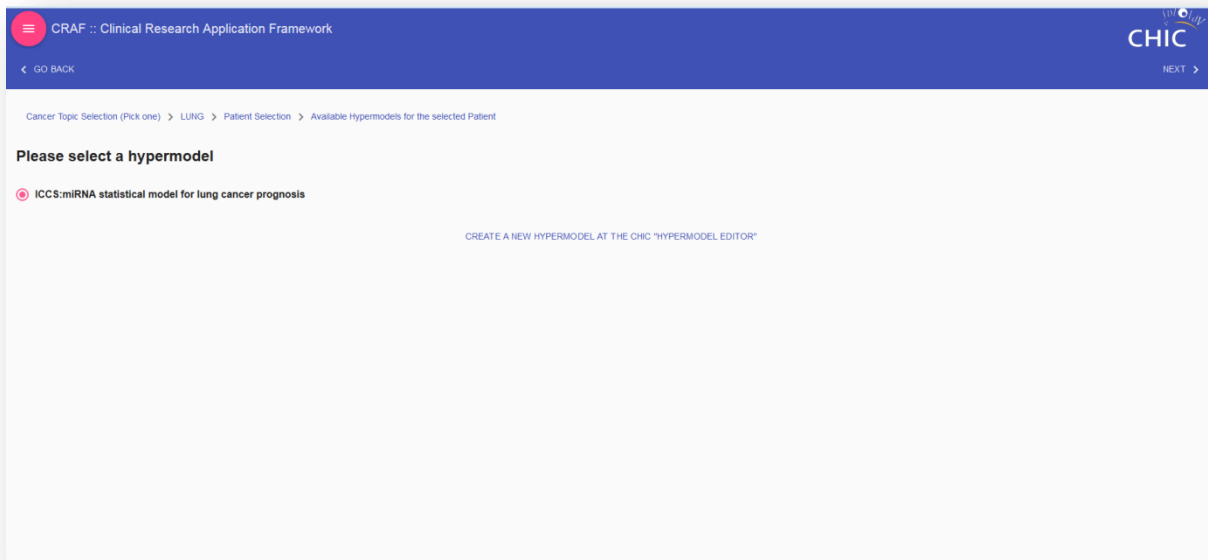 CRAF :: Clinical Research Application Framework
CHIC
GO BACK
NEXT
Cancer Topic Selection (Pick one) > LUNG > Patient Selection > Available Hypermodels for the selected Patient
Please select a hypermodel
ICCS:miRNA statistical model for lung cancer prognosis
CREATE A NEW HYPERMODEL AT THE CHIC "HYPERMODEL EDITOR"